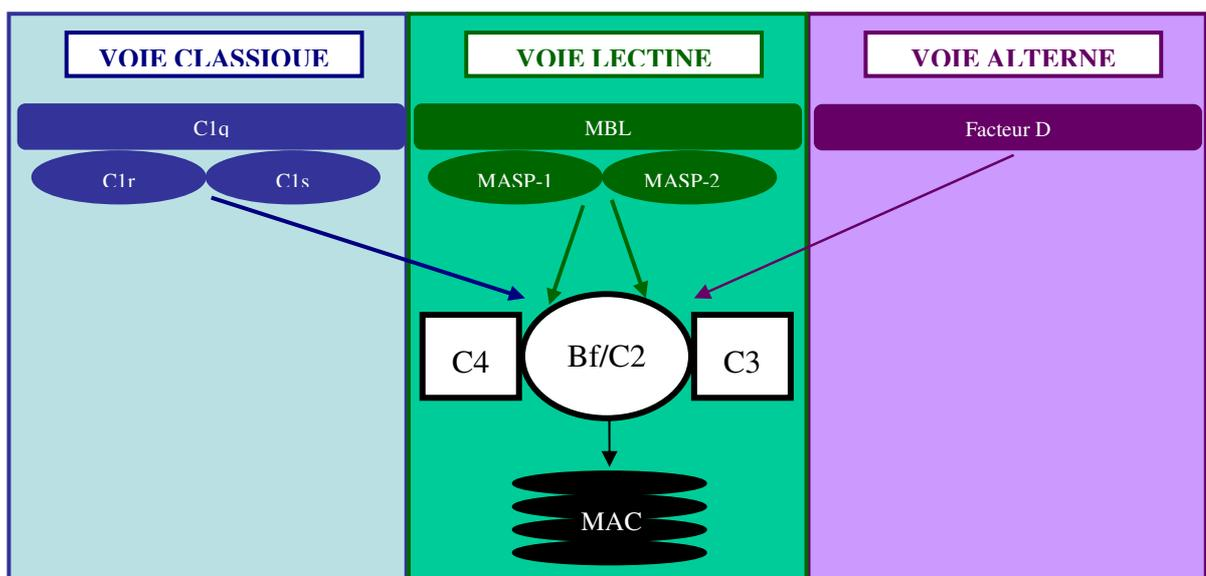 VOIE CLASSIQUE
VOIE LECTINE
VOIE ALTERNE
C1q
MBL
Facteur D
C1r
C1s
MASP-1
MASP-2
C4
Bf/C2
C3
MAC